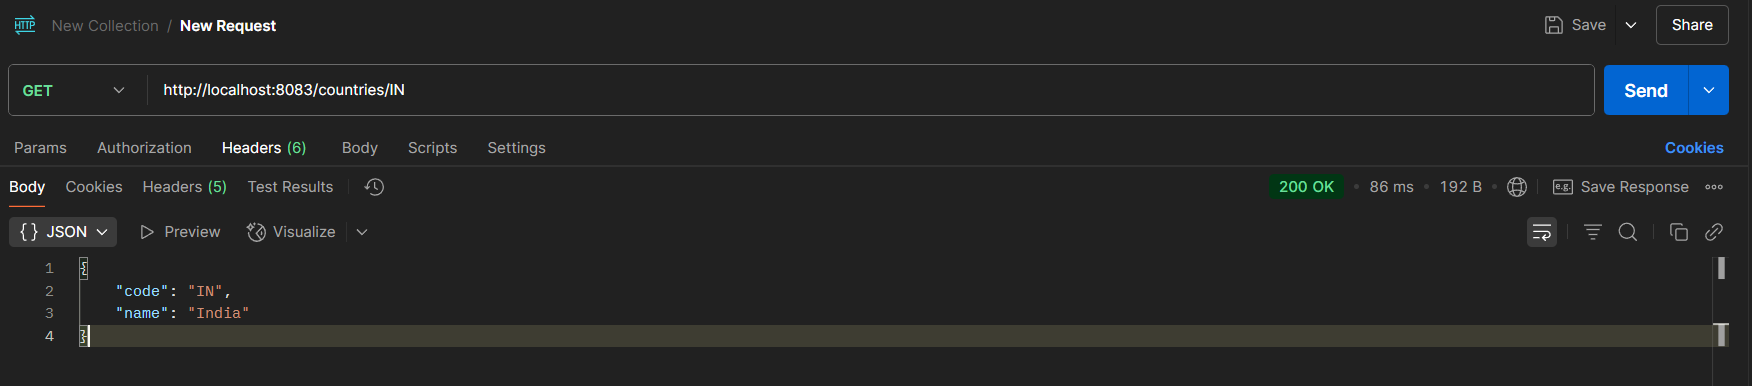 HTTP New Collection / New Request Save Share
GET http://localhost:8083/countries/IN Send
Params Authorization Headers (6) Body Scripts Settings Cookies
Body Cookies Headers (5) Test Results 200 OK • 86 ms • 192 B • e.g. Save Response
{} JSON Preview Visualize
1 {
2 "code": "IN",
3 "name": "India"
4 }